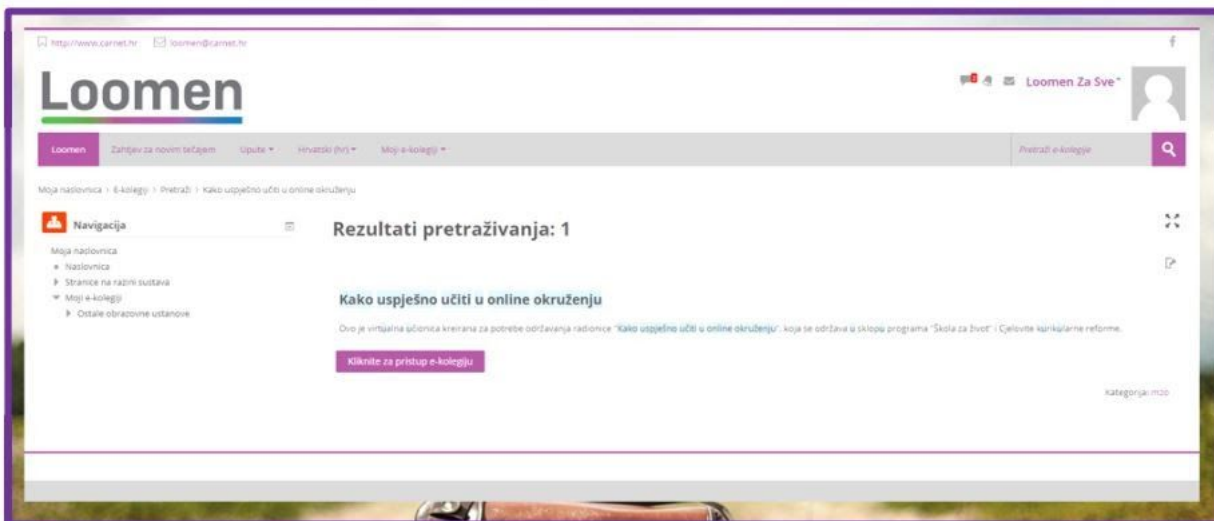 http://www.carnet.hr loomen@carnet.hr
Loomen
Loomen Za Sve
Loomen Zahtjev za novim tečajem Upute Hrvatski (hr) Moji e-kolegiji Pretraži e-kolegije
Moja naslovnica E-kolegiji Pretraži Kako uspješno učiti u online okruženju
Navigacija
Moja naslovnica
Naslovnica
Stranice na razini sustava
Moji e-kolegiji
Ostale obrazovne ustanove
Rezultati pretraživanja: 1
Kako uspješno učiti u online okruženju
Ovo je virtualna učionica kreirana za potrebe održavanja radionice "Kako uspješno učiti u online okruženju", koja se održava u sklopu programa "Škola za život" i Cjelovite kurikularne reforme.
Kliknite za pristup e-kolegiju
Kategorija: mzo